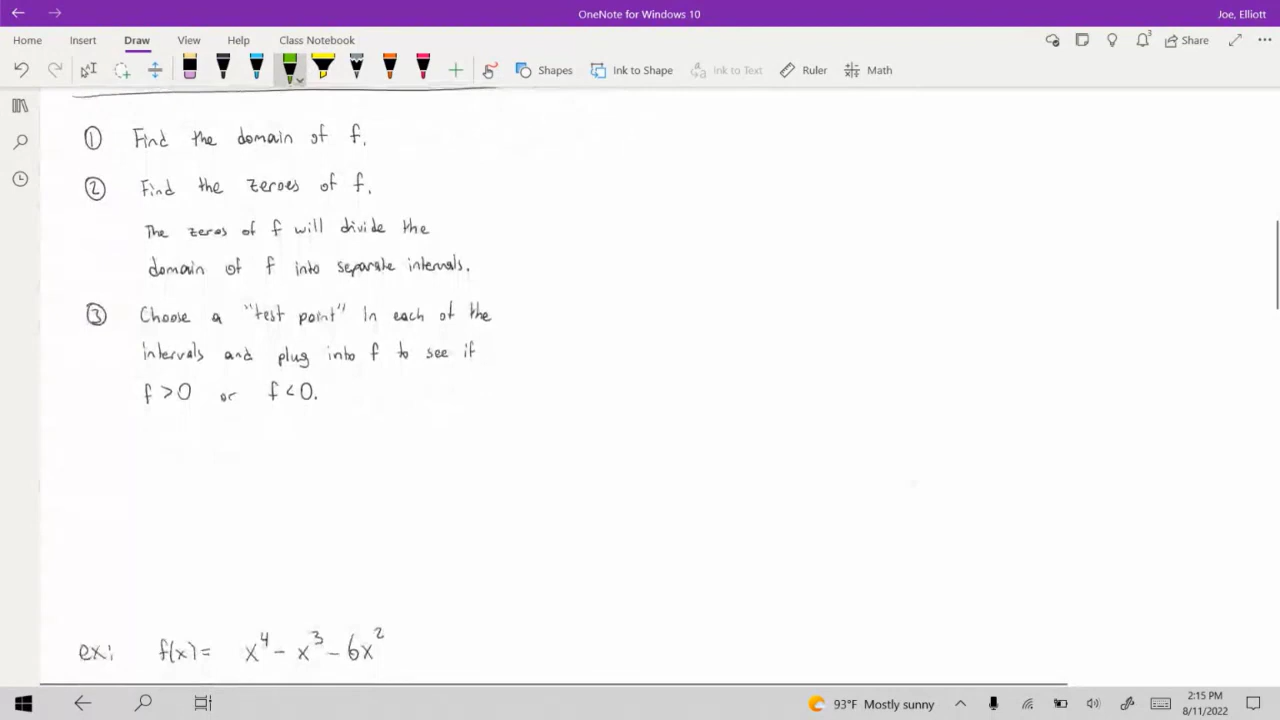 OneNote for Windows 10
Joe, Elliott
Home Insert Draw View Help Class Notebook
Share
Shapes Ink to Shape Ink to Text Ruler Math
① Find the domain of f.
② Find the zeroes of f.
The zeros of f will divide the
domain of f into separate intervals.
③ Choose a "test point" in each of the
intervals and plug into f to see if
f > 0 or f < 0.
ex: f(x) = x⁴ - x³ - 6x²
93°F Mostly sunny
2:15 PM
8/11/2022